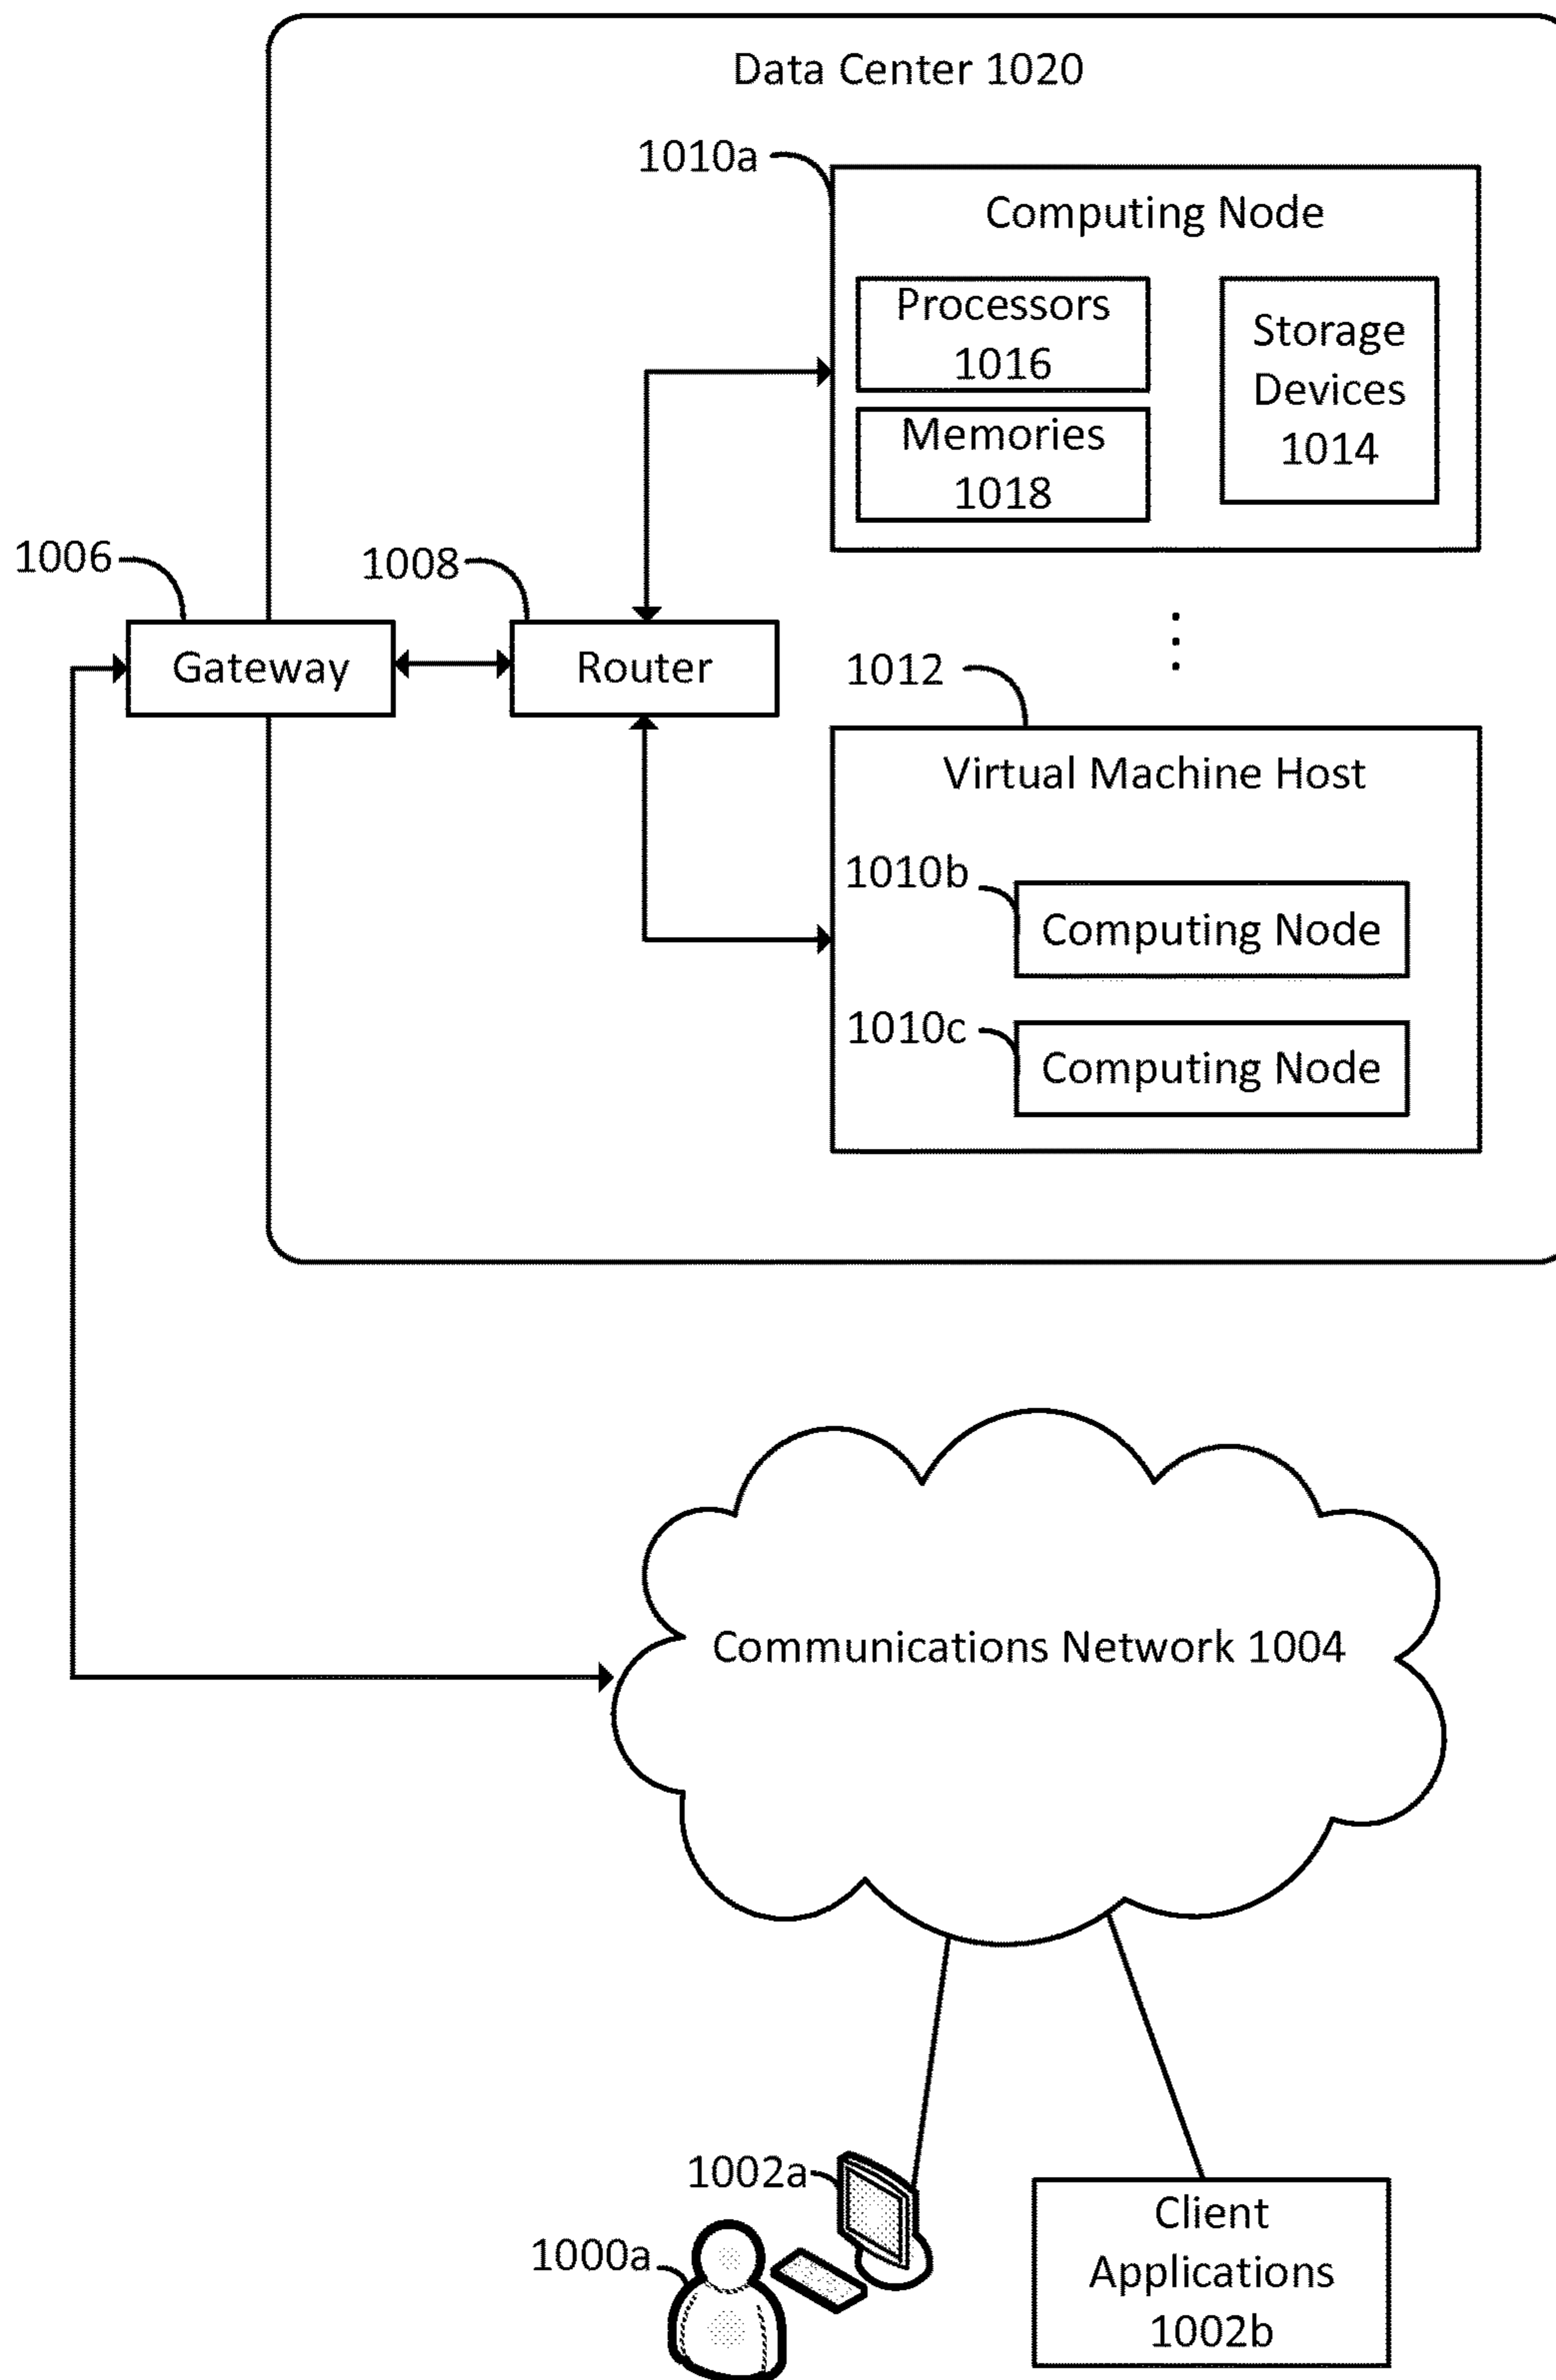 Data Center 1020
1010a
Computing Node
Processors
1016
Storage
Devices
1014
Memories
1018
1006
1008
Gateway
Router
1012
Virtual Machine Host
1010b
Computing Node
1010c
Computing Node
Communications Network 1004
1002a
1000a
Client
Applications
1002b